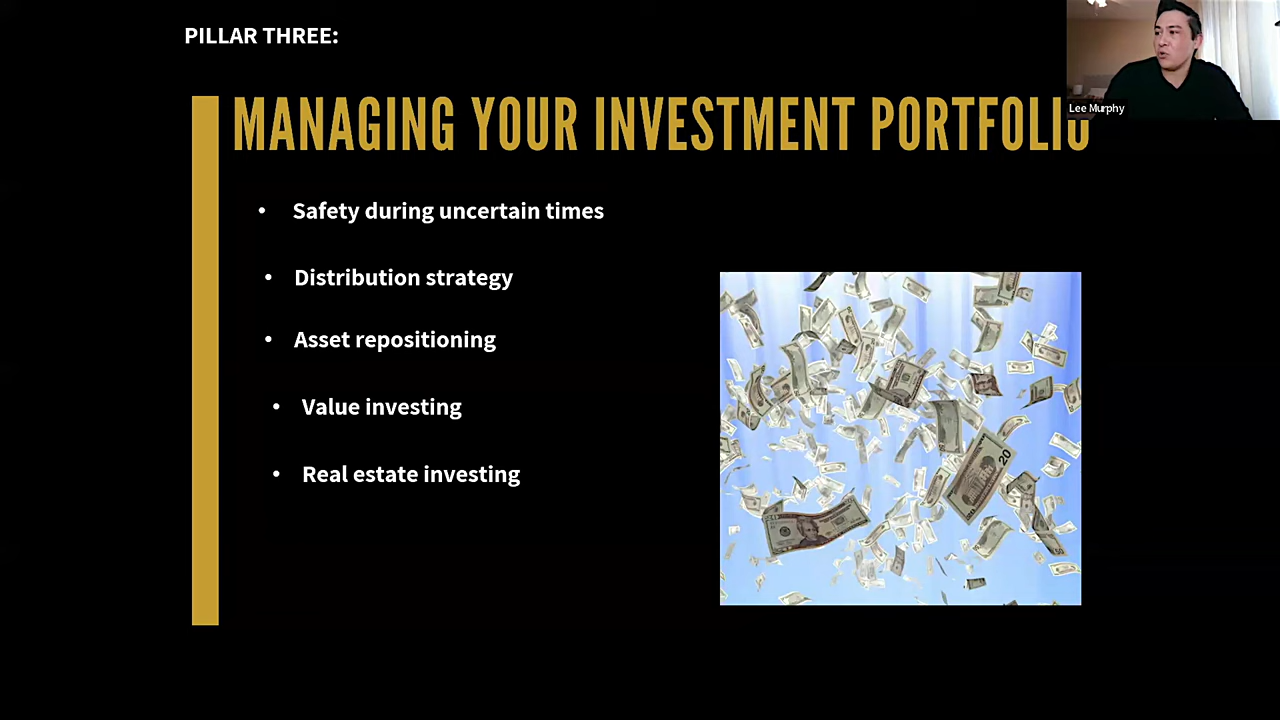 PILLAR THREE:
MANAGING YOUR INVESTMENT PORTFOLIO
Lee Murphy
• Safety during uncertain times
• Distribution strategy
• Asset repositioning
• Value investing
• Real estate investing
20